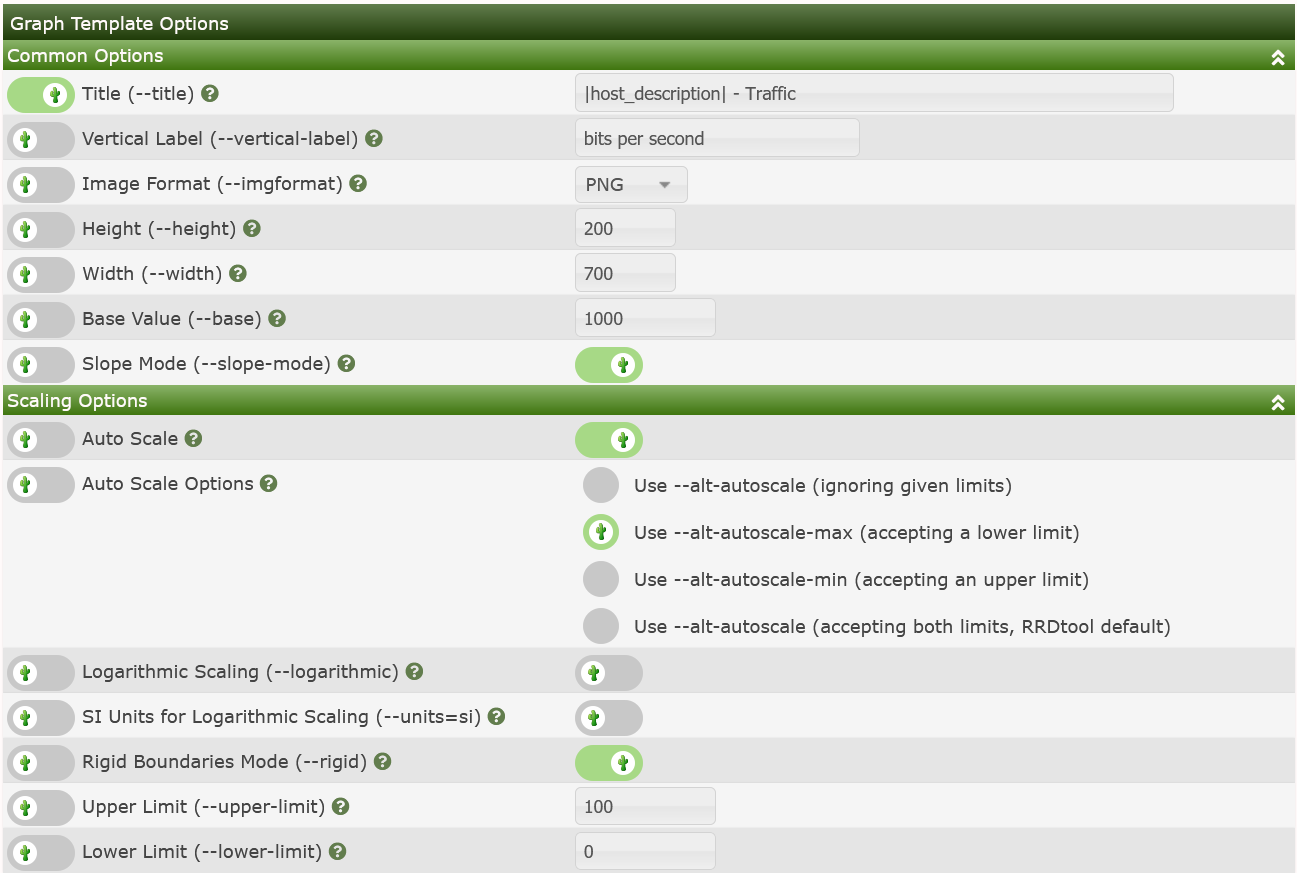 Graph Template Options
Common Options
Title (--title) ?
|host_description| - Traffic
Vertical Label (--vertical-label) ?
bits per second
Image Format (--imgformat) ?
PNG
Height (--height) ?
200
Width (--width) ?
700
Base Value (--base) ?
1000
Slope Mode (--slope-mode) ?
Scaling Options
Auto Scale ?
Auto Scale Options ?
Use --alt-autoscale (ignoring given limits)
Use --alt-autoscale-max (accepting a lower limit)
Use --alt-autoscale-min (accepting an upper limit)
Use --alt-autoscale (accepting both limits, RRDtool default)
Logarithmic Scaling (--logarithmic) ?
SI Units for Logarithmic Scaling (--units=si) ?
Rigid Boundaries Mode (--rigid) ?
Upper Limit (--upper-limit) ?
100
Lower Limit (--lower-limit) ?
0